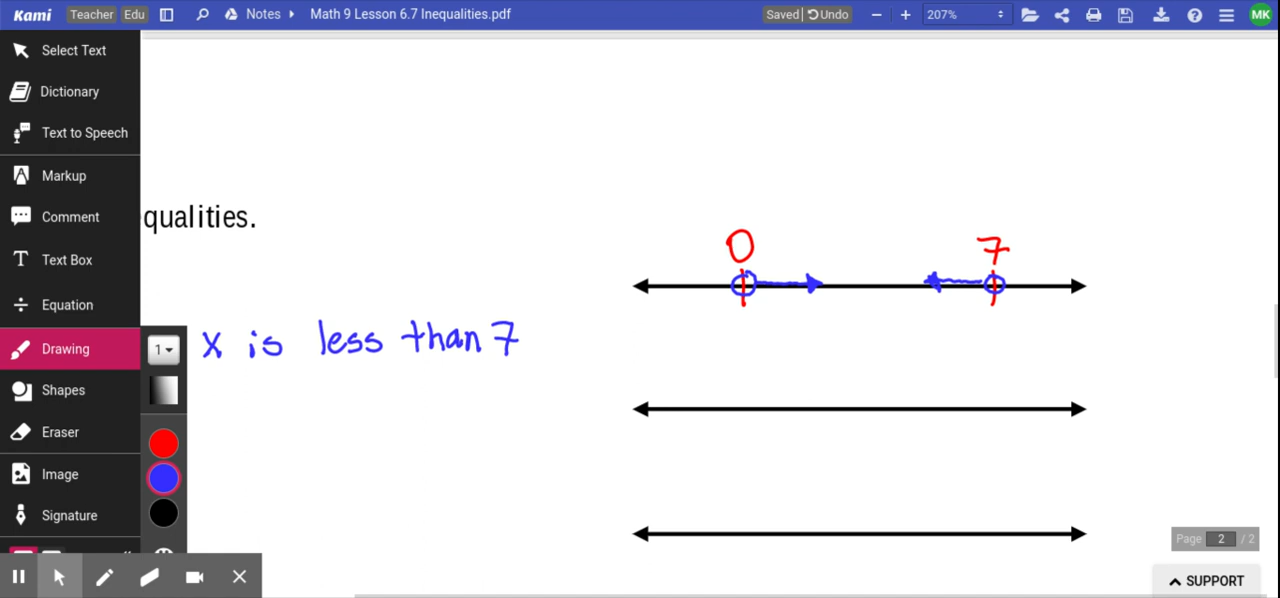 Kami Teacher Edu Notes Math 9 Lesson 6.7 Inequalities.pdf Saved Undo 207% MK
Select Text
Dictionary
Text to Speech
Markup
Comment
Text Box
Equation
Drawing
Shapes
Eraser
Image
Signature
1
qualities.
0 7
x is less than 7
Page 2 / 2
SUPPORT